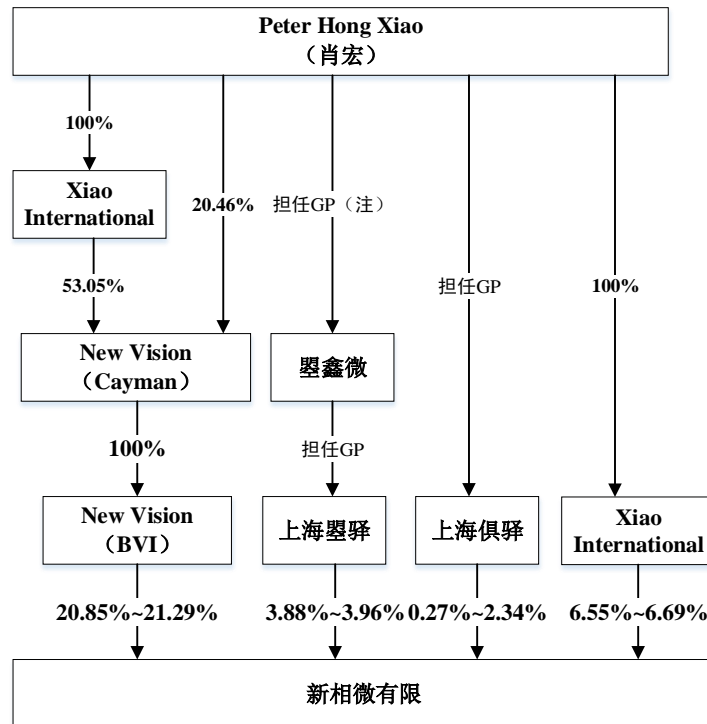 Peter Hong Xiao
（肖宏）
100%
Xiao
International
20.46%
担任GP（注）
53.05%
担任GP
100%
New Vision
（Cayman）
曌鑫微
100%
担任GP
New Vision
（BVI）
上海曌驿
上海俱驿
Xiao
International
20.85%~21.29%
3.88%~3.96%
0.27%~2.34%
6.55%~6.69%
新相微有限